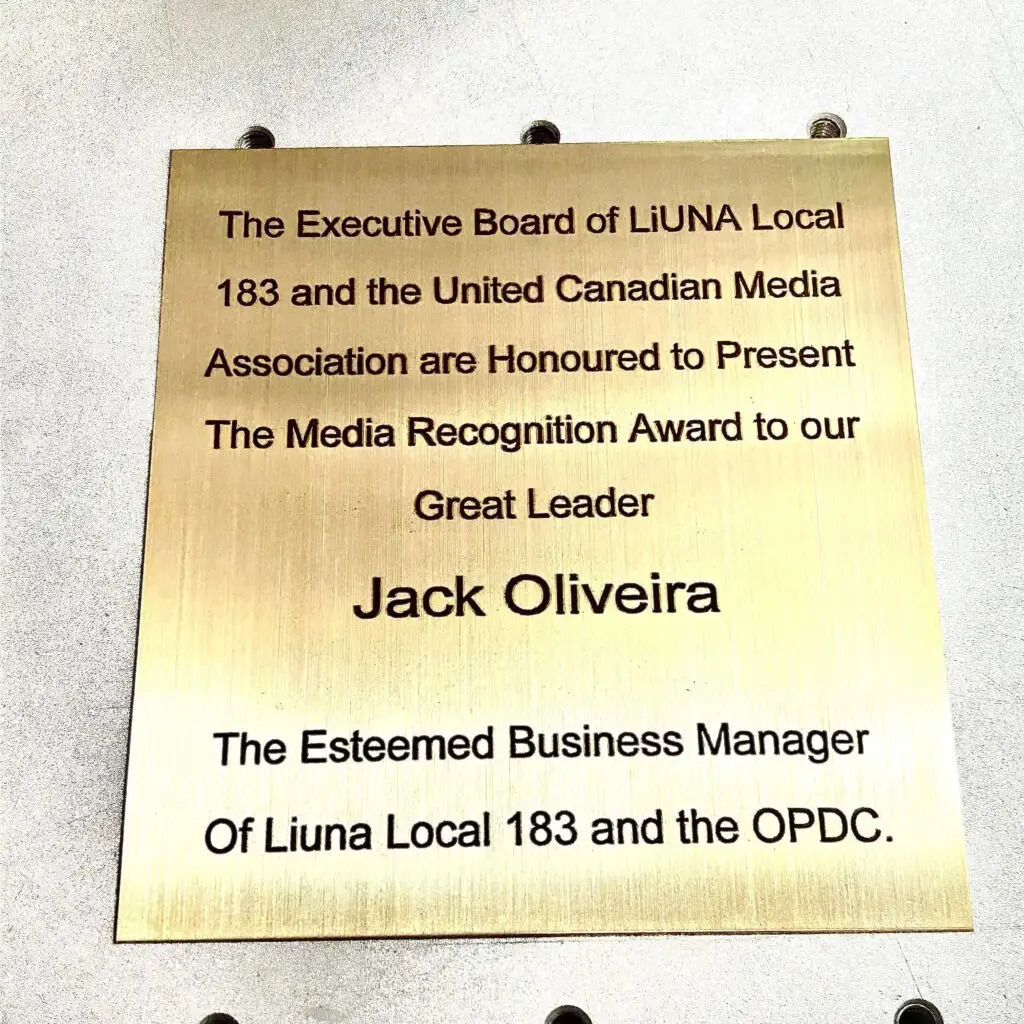 The Executive Board of LiUNA Local
183 and the United Canadian Media
Association are Honoured to Present
The Media Recognition Award to our
Great Leader
Jack Oliveira
The Esteemed Business Manager
Of Liuna Local 183 and the OPDC.